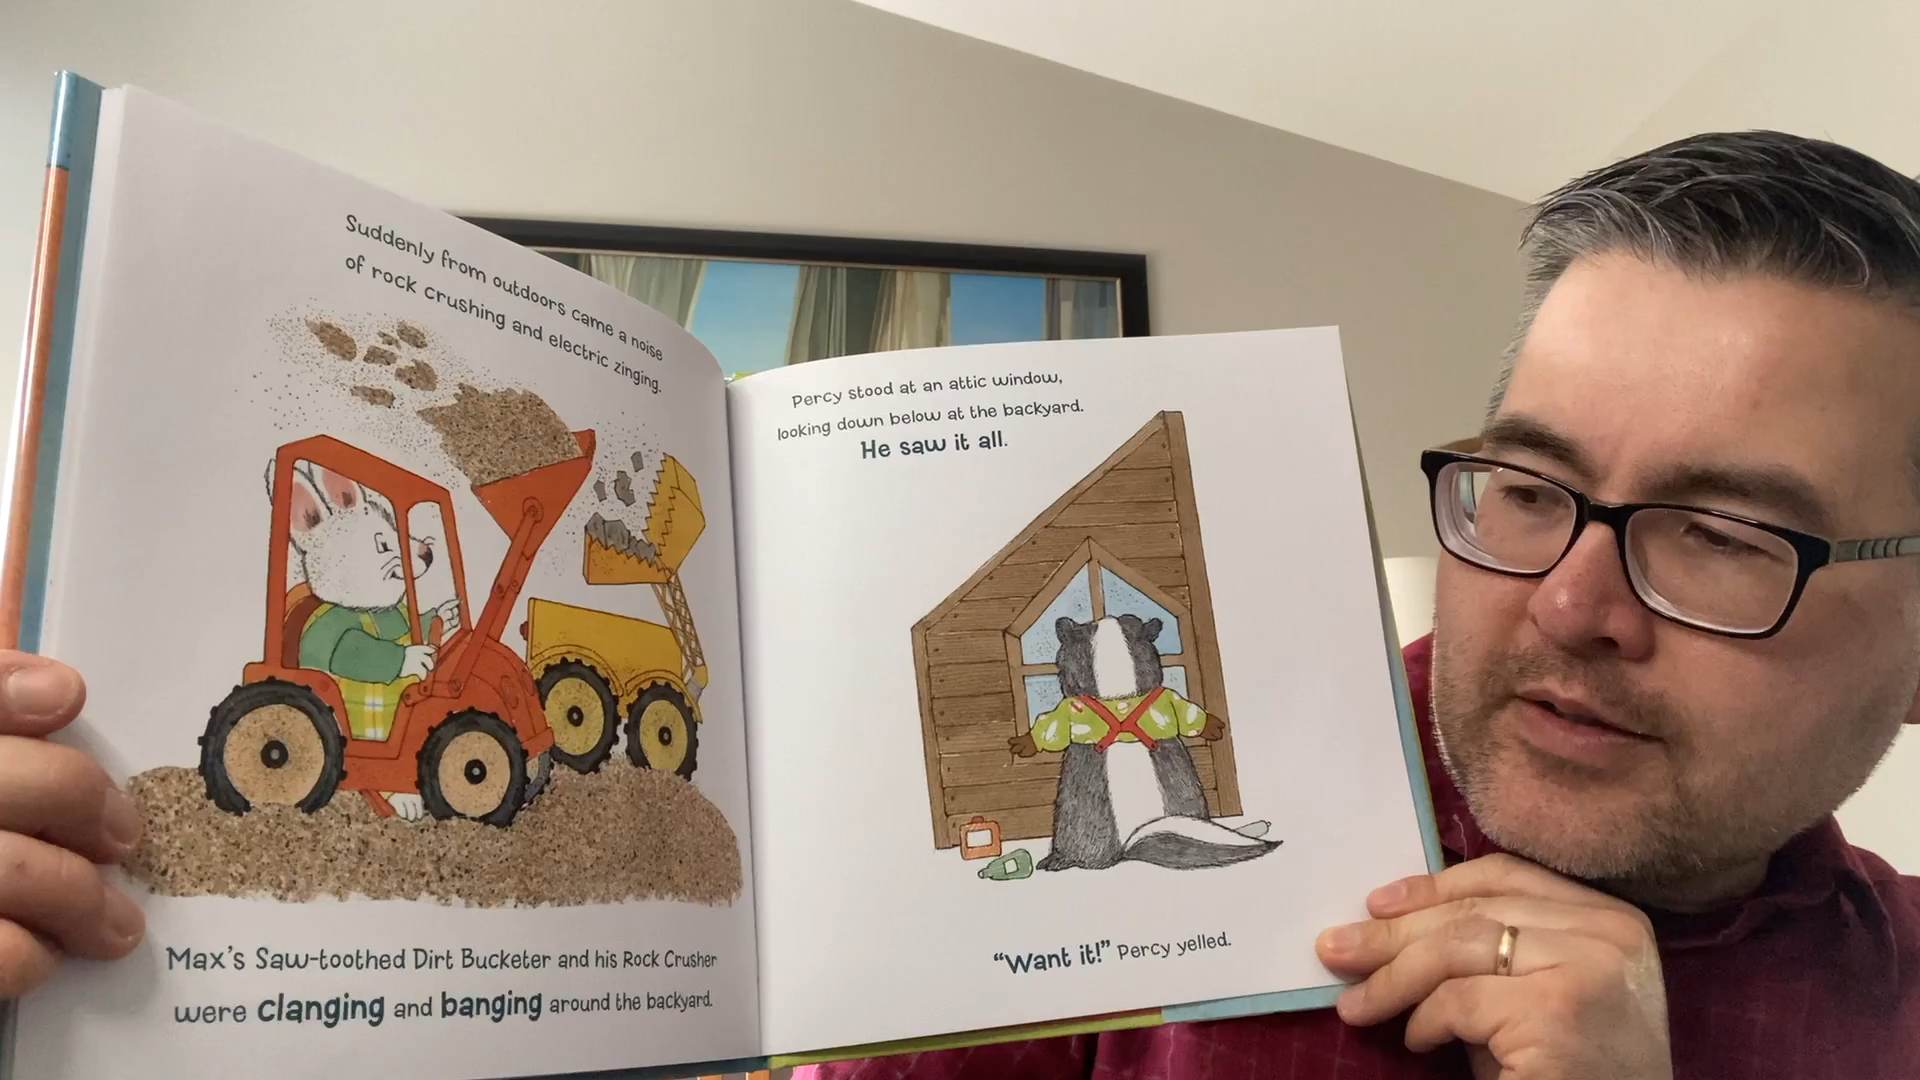 Suddenly from outdoors came a noise
of rock crushing and electric zinging.
Max's Saw-toothed Dirt Bucketer and his Rock Crusher
were clanging and banging around the backyard.
Percy stood at an attic window,
looking down below at the backyard.
He saw it all.
“Want it!” Percy yelled.